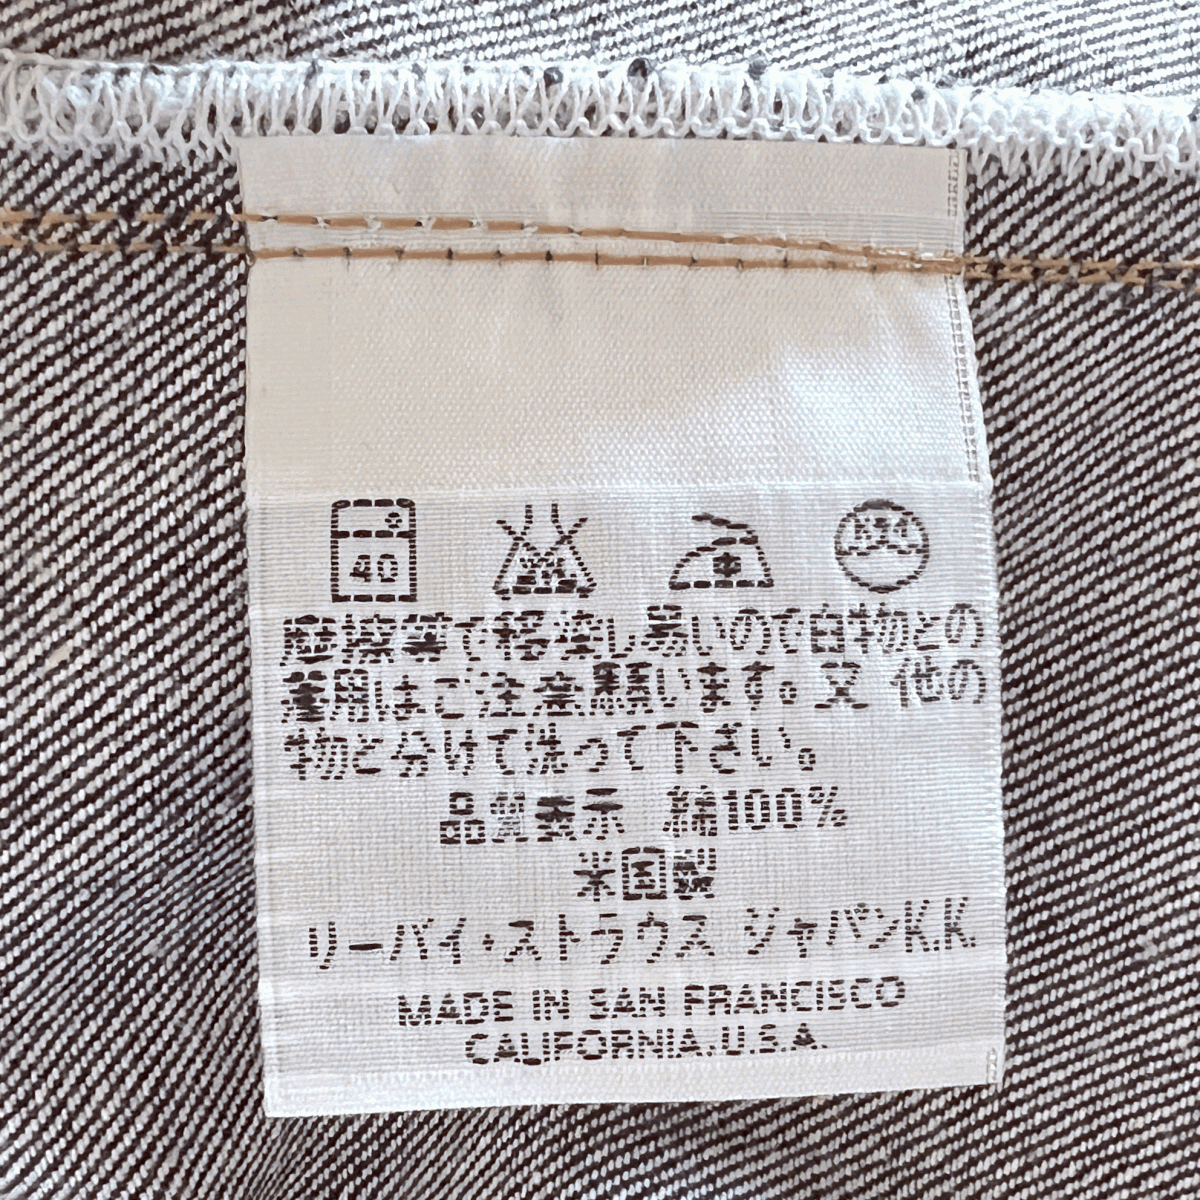 40
摩擦等で移染し易いので白物との
着用はご注意願います。又 他の
物と分けて洗って下さい。
品質表示 綿100%
米国製
リーバイ・ストラウス ジャパンK.K.
MADE IN SAN FRANCISCO
CALIFORNIA.U.S.A.